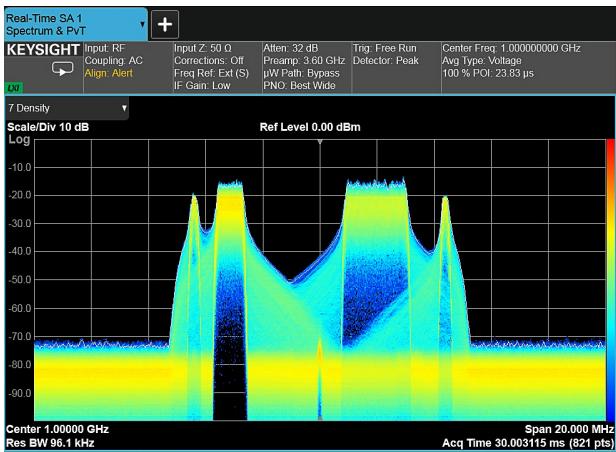 Real-Time SA 1
Spectrum & PvT
KEYSIGHT
Input: RF
Coupling: AC
Align: Alert
Input Z: 50 Ω
Corrections: Off
Freq Ref: Ext (S)
IF Gain: Low
Atten: 32 dB
Preamp: 3.60 GHz
µW Path: Bypass
PNO: Best Wide
Trig: Free Run
Detector: Peak
Center Freq: 1.000000000 GHz
Avg Type: Voltage
100 % POI: 23.83 µs
LXI
7 Density
Scale/Div 10 dB
Ref Level 0.00 dBm
Log
-10.0
-20.0
-30.0
-40.0
-50.0
-60.0
-70.0
-80.0
-90.0
Center 1.00000 GHz
Span 20.000 MHz
Res BW 96.1 kHz
Acq Time 30.003115 ms (821 pts)